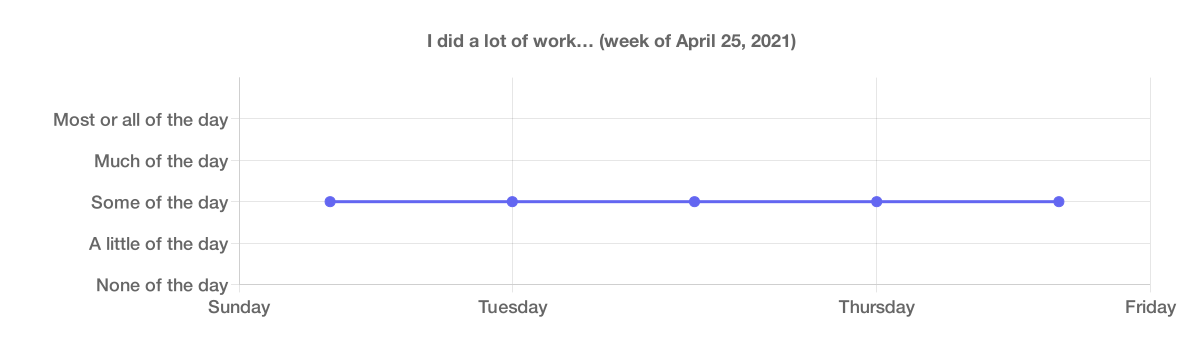 I did a lot of work… (week of April 25, 2021)
Most or all of the day
Much of the day
Some of the day
A little of the day
None of the day
Sunday Tuesday Thursday Friday